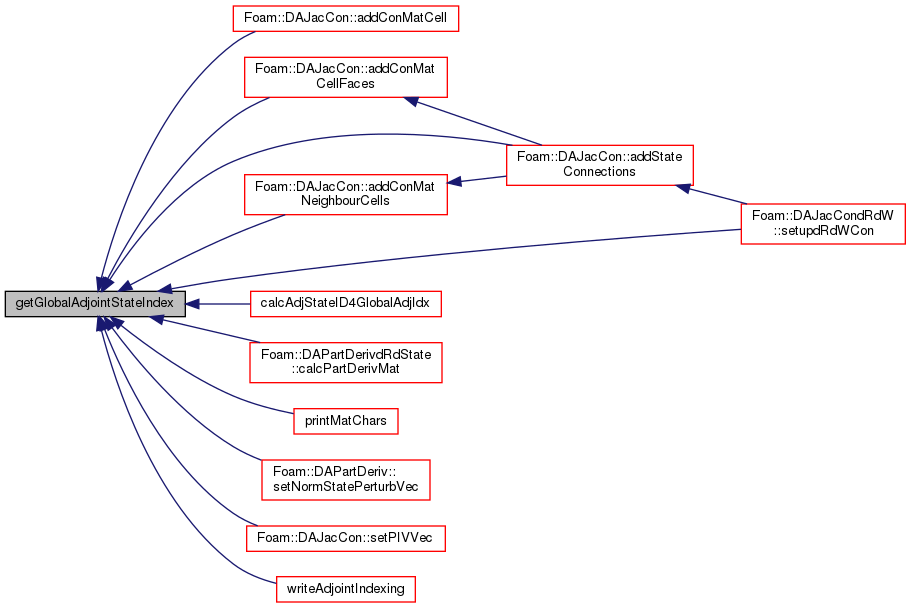 Foam::DAJacCon::addConMatCell
Foam::DAJacCon::addConMat
CellFaces
Foam::DAJacCon::addState
Connections
Foam::DAJacCon::addConMat
NeighbourCells
Foam::DAJacCondRdW
::setupdRdWCon
getGlobalAdjointStateIndex
calcAdjStateID4GlobalAdjIdx
Foam::DAPartDerivdRdState
::calcPartDerivMat
printMatChars
Foam::DAPartDeriv::
setNormStatePerturbVec
Foam::DAJacCon::setPIVVec
writeAdjointIndexing